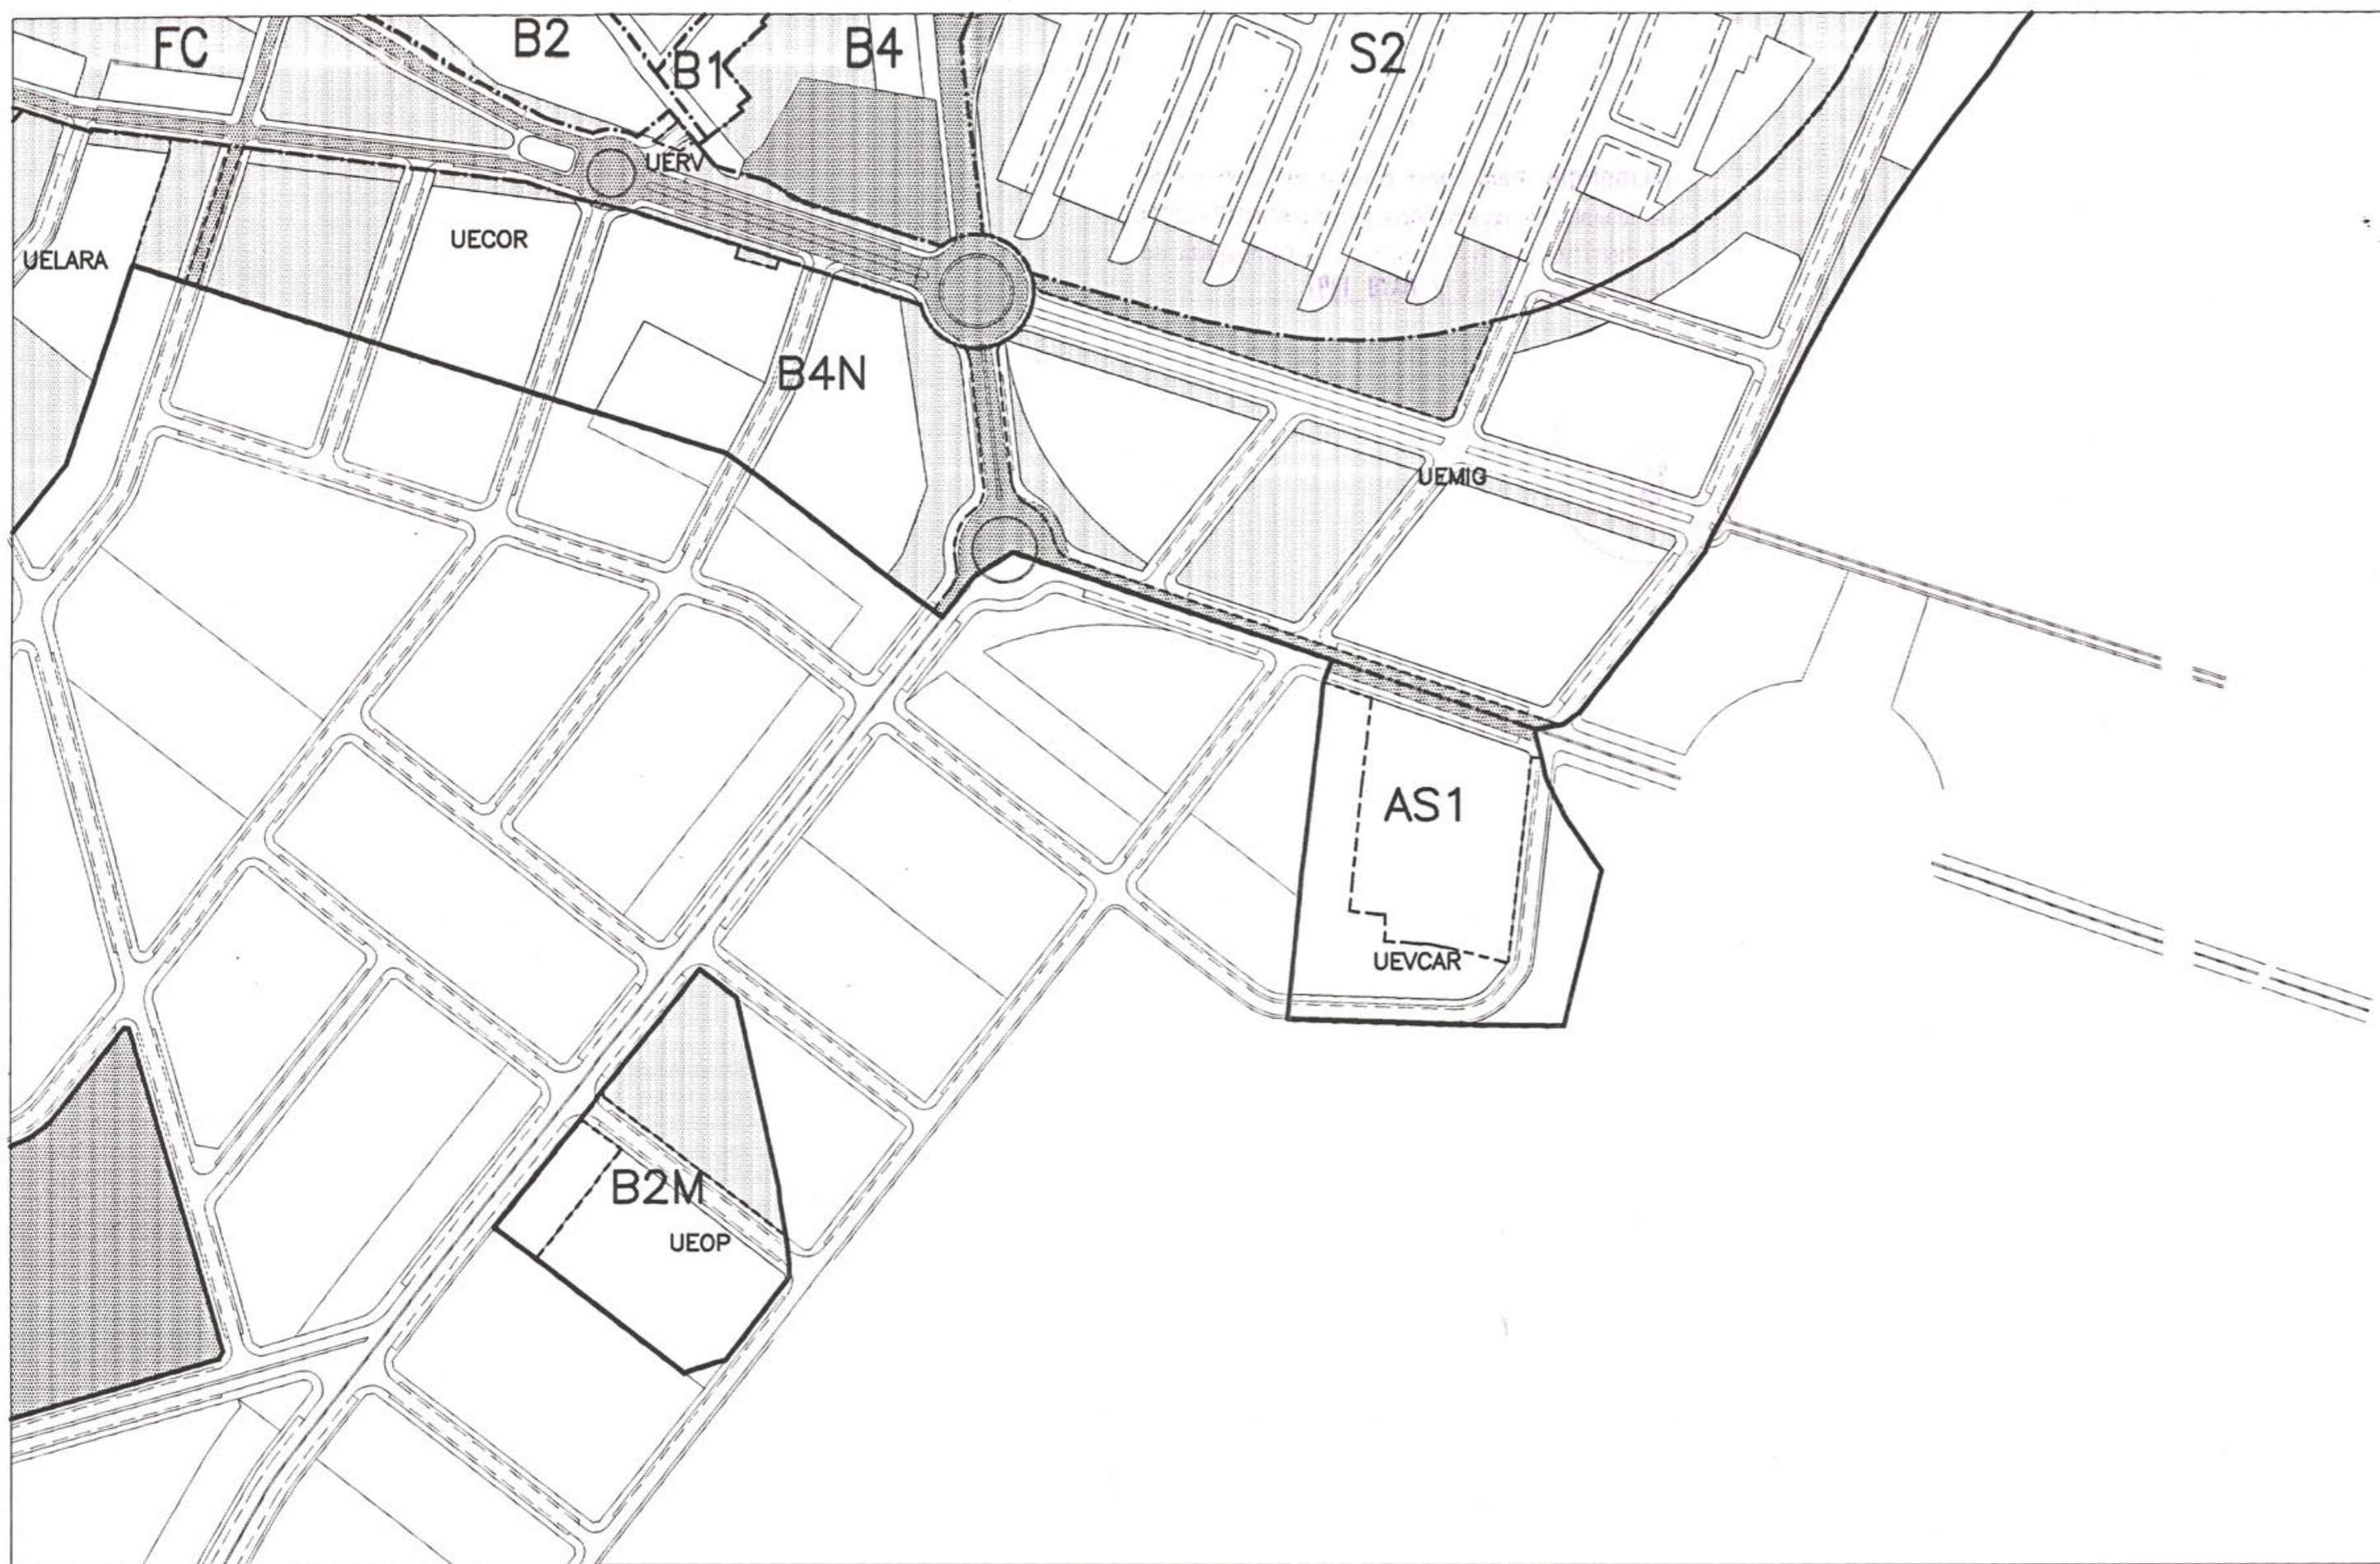 FC
B2
B1
B4
S2
UERV
UELARA
UECOR
B4N
UEMIG
AS1
UEVCAR
B2M
UEOP